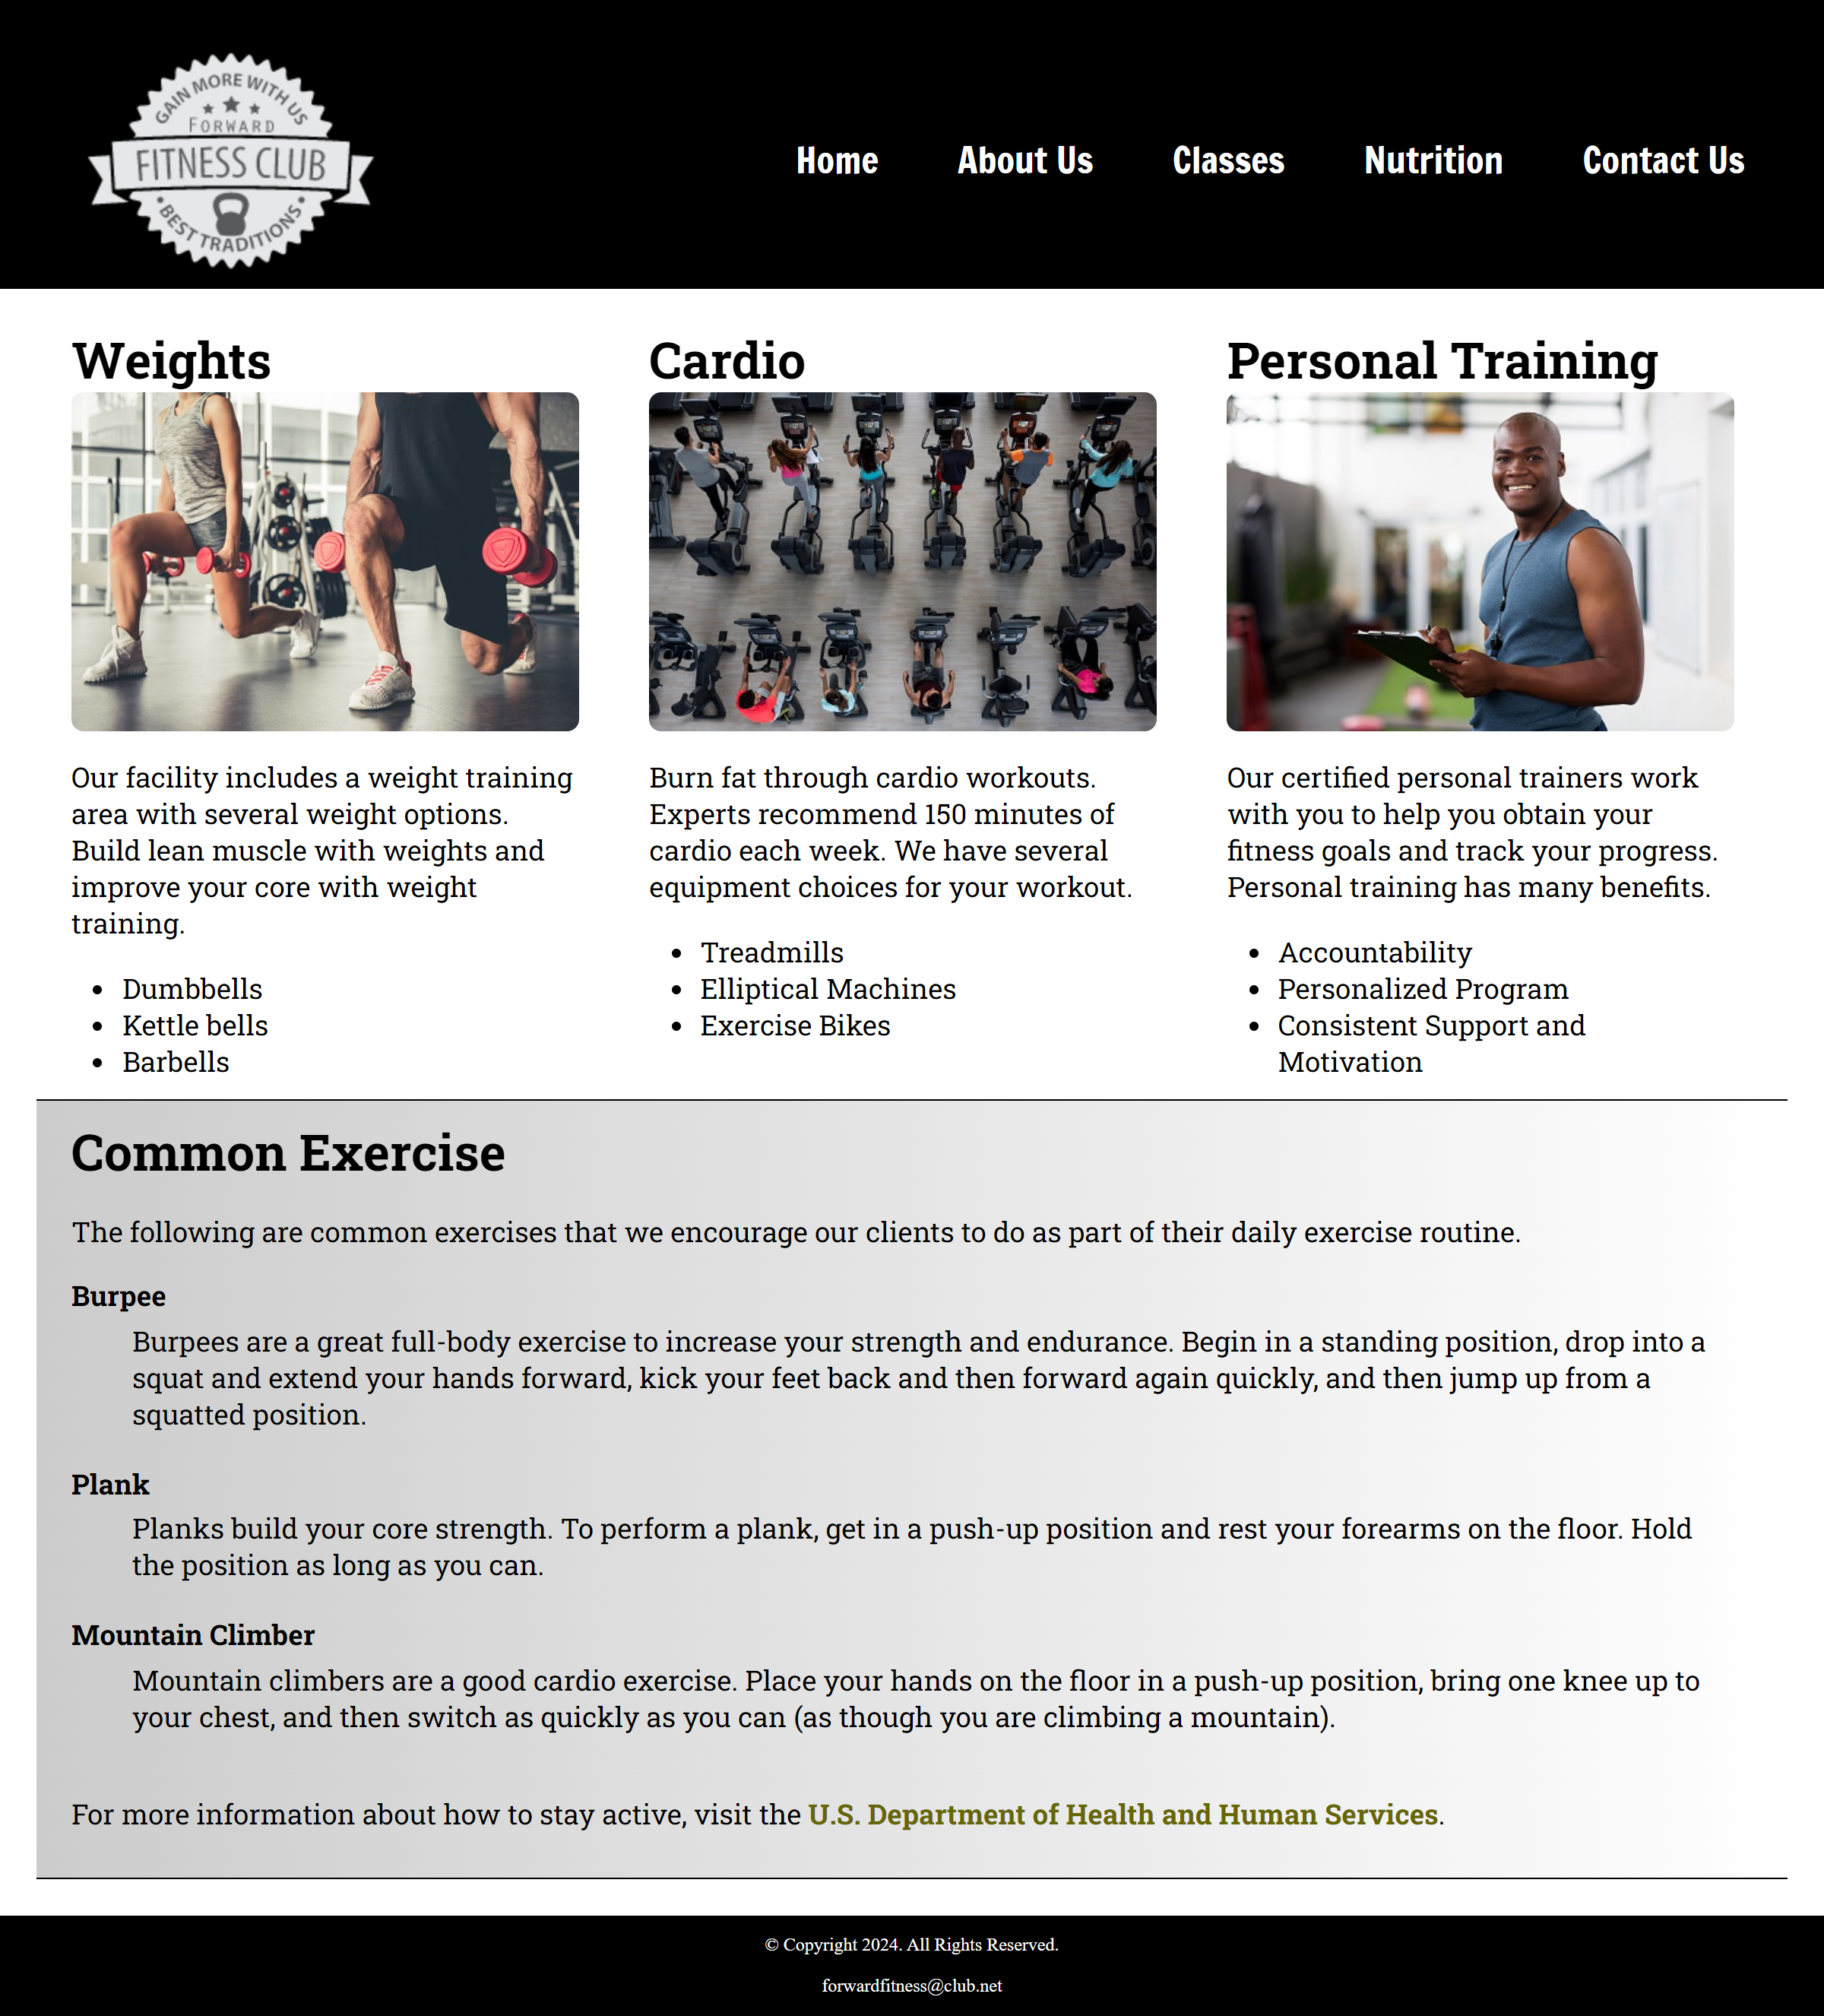 GAIN MORE WITH US
FORWARD
FITNESS CLUB
BEST TRADITIONS
Home About Us Classes Nutrition Contact Us
Weights
Our facility includes a weight training
area with several weight options.
Build lean muscle with weights and
improve your core with weight
training.
Dumbbells
Kettle bells
Barbells
Cardio
Burn fat through cardio workouts.
Experts recommend 150 minutes of
cardio each week. We have several
equipment choices for your workout.
Treadmills
Elliptical Machines
Exercise Bikes
Personal Training
Our certified personal trainers work
with you to help you obtain your
fitness goals and track your progress.
Personal training has many benefits.
Accountability
Personalized Program
Consistent Support and
Motivation
Common Exercise
The following are common exercises that we encourage our clients to do as part of their daily exercise routine.
Burpee
Burpees are a great full-body exercise to increase your strength and endurance. Begin in a standing position, drop into a
squat and extend your hands forward, kick your feet back and then forward again quickly, and then jump up from a
squatted position.
Plank
Planks build your core strength. To perform a plank, get in a push-up position and rest your forearms on the floor. Hold
the position as long as you can.
Mountain Climber
Mountain climbers are a good cardio exercise. Place your hands on the floor in a push-up position, bring one knee up to
your chest, and then switch as quickly as you can (as though you are climbing a mountain).
For more information about how to stay active, visit the U.S. Department of Health and Human Services.
© Copyright 2024. All Rights Reserved.
forwardfitness@club.net